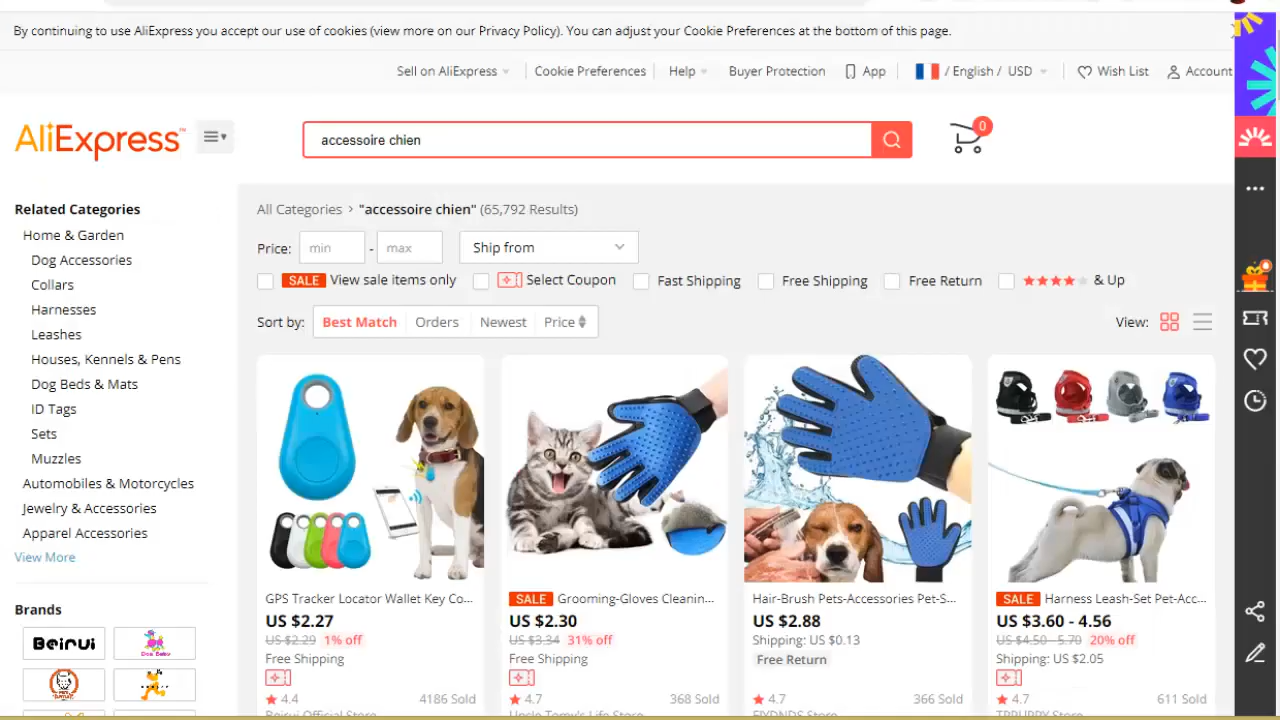 By continuing to use AliExpress you accept our use of cookies (view more on our Privacy Policy). You can adjust your Cookie Preferences at the bottom of this page.
Sell on AliExpress Cookie Preferences Help Buyer Protection App / English / USD Wish List Account
AliExpress™
accessoire chien
0
Related Categories
Home & Garden
Dog Accessories
Collars
Harnesses
Leashes
Houses, Kennels & Pens
Dog Beds & Mats
ID Tags
Sets
Muzzles
Automobiles & Motorcycles
Jewelry & Accessories
Apparel Accessories
View More
Brands
Beirui
All Categories > "accessoire chien" (65,792 Results)
Price: min - max Ship from
SALE View sale items only Select Coupon Fast Shipping Free Shipping Free Return & Up
Sort by: Best Match Orders Newest Price View:
GPS Tracker Locator Wallet Key Co...
US $2.27
US $2.29 1% off
Free Shipping
4.4 4186 Sold
Beirui Official Store
SALE Grooming-Gloves Cleanin...
US $2.30
US $3.34 31% off
Free Shipping
4.7 368 Sold
Uncle Tomy's Life Store
Hair-Brush Pets-Accessories Pet-S...
US $2.88
Shipping: US $0.13
Free Return
4.7 366 Sold
SALE Harness Leash-Set Pet-Acc...
US $3.60 - 4.56
US $4.50 - 5.70 20% off
Shipping: US $2.05
4.7 611 Sold